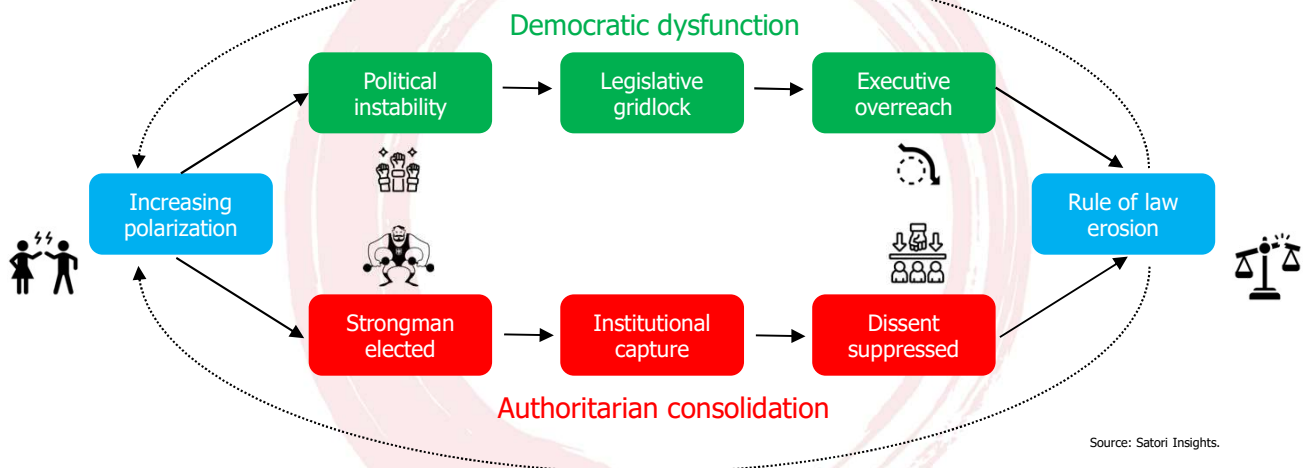 Democratic dysfunction
Political
instability
Legislative
gridlock
Executive
overreach
Increasing
polarization
Rule of law
erosion
Strongman
elected
Institutional
capture
Dissent
suppressed
Authoritarian consolidation
Source: Satori Insights.